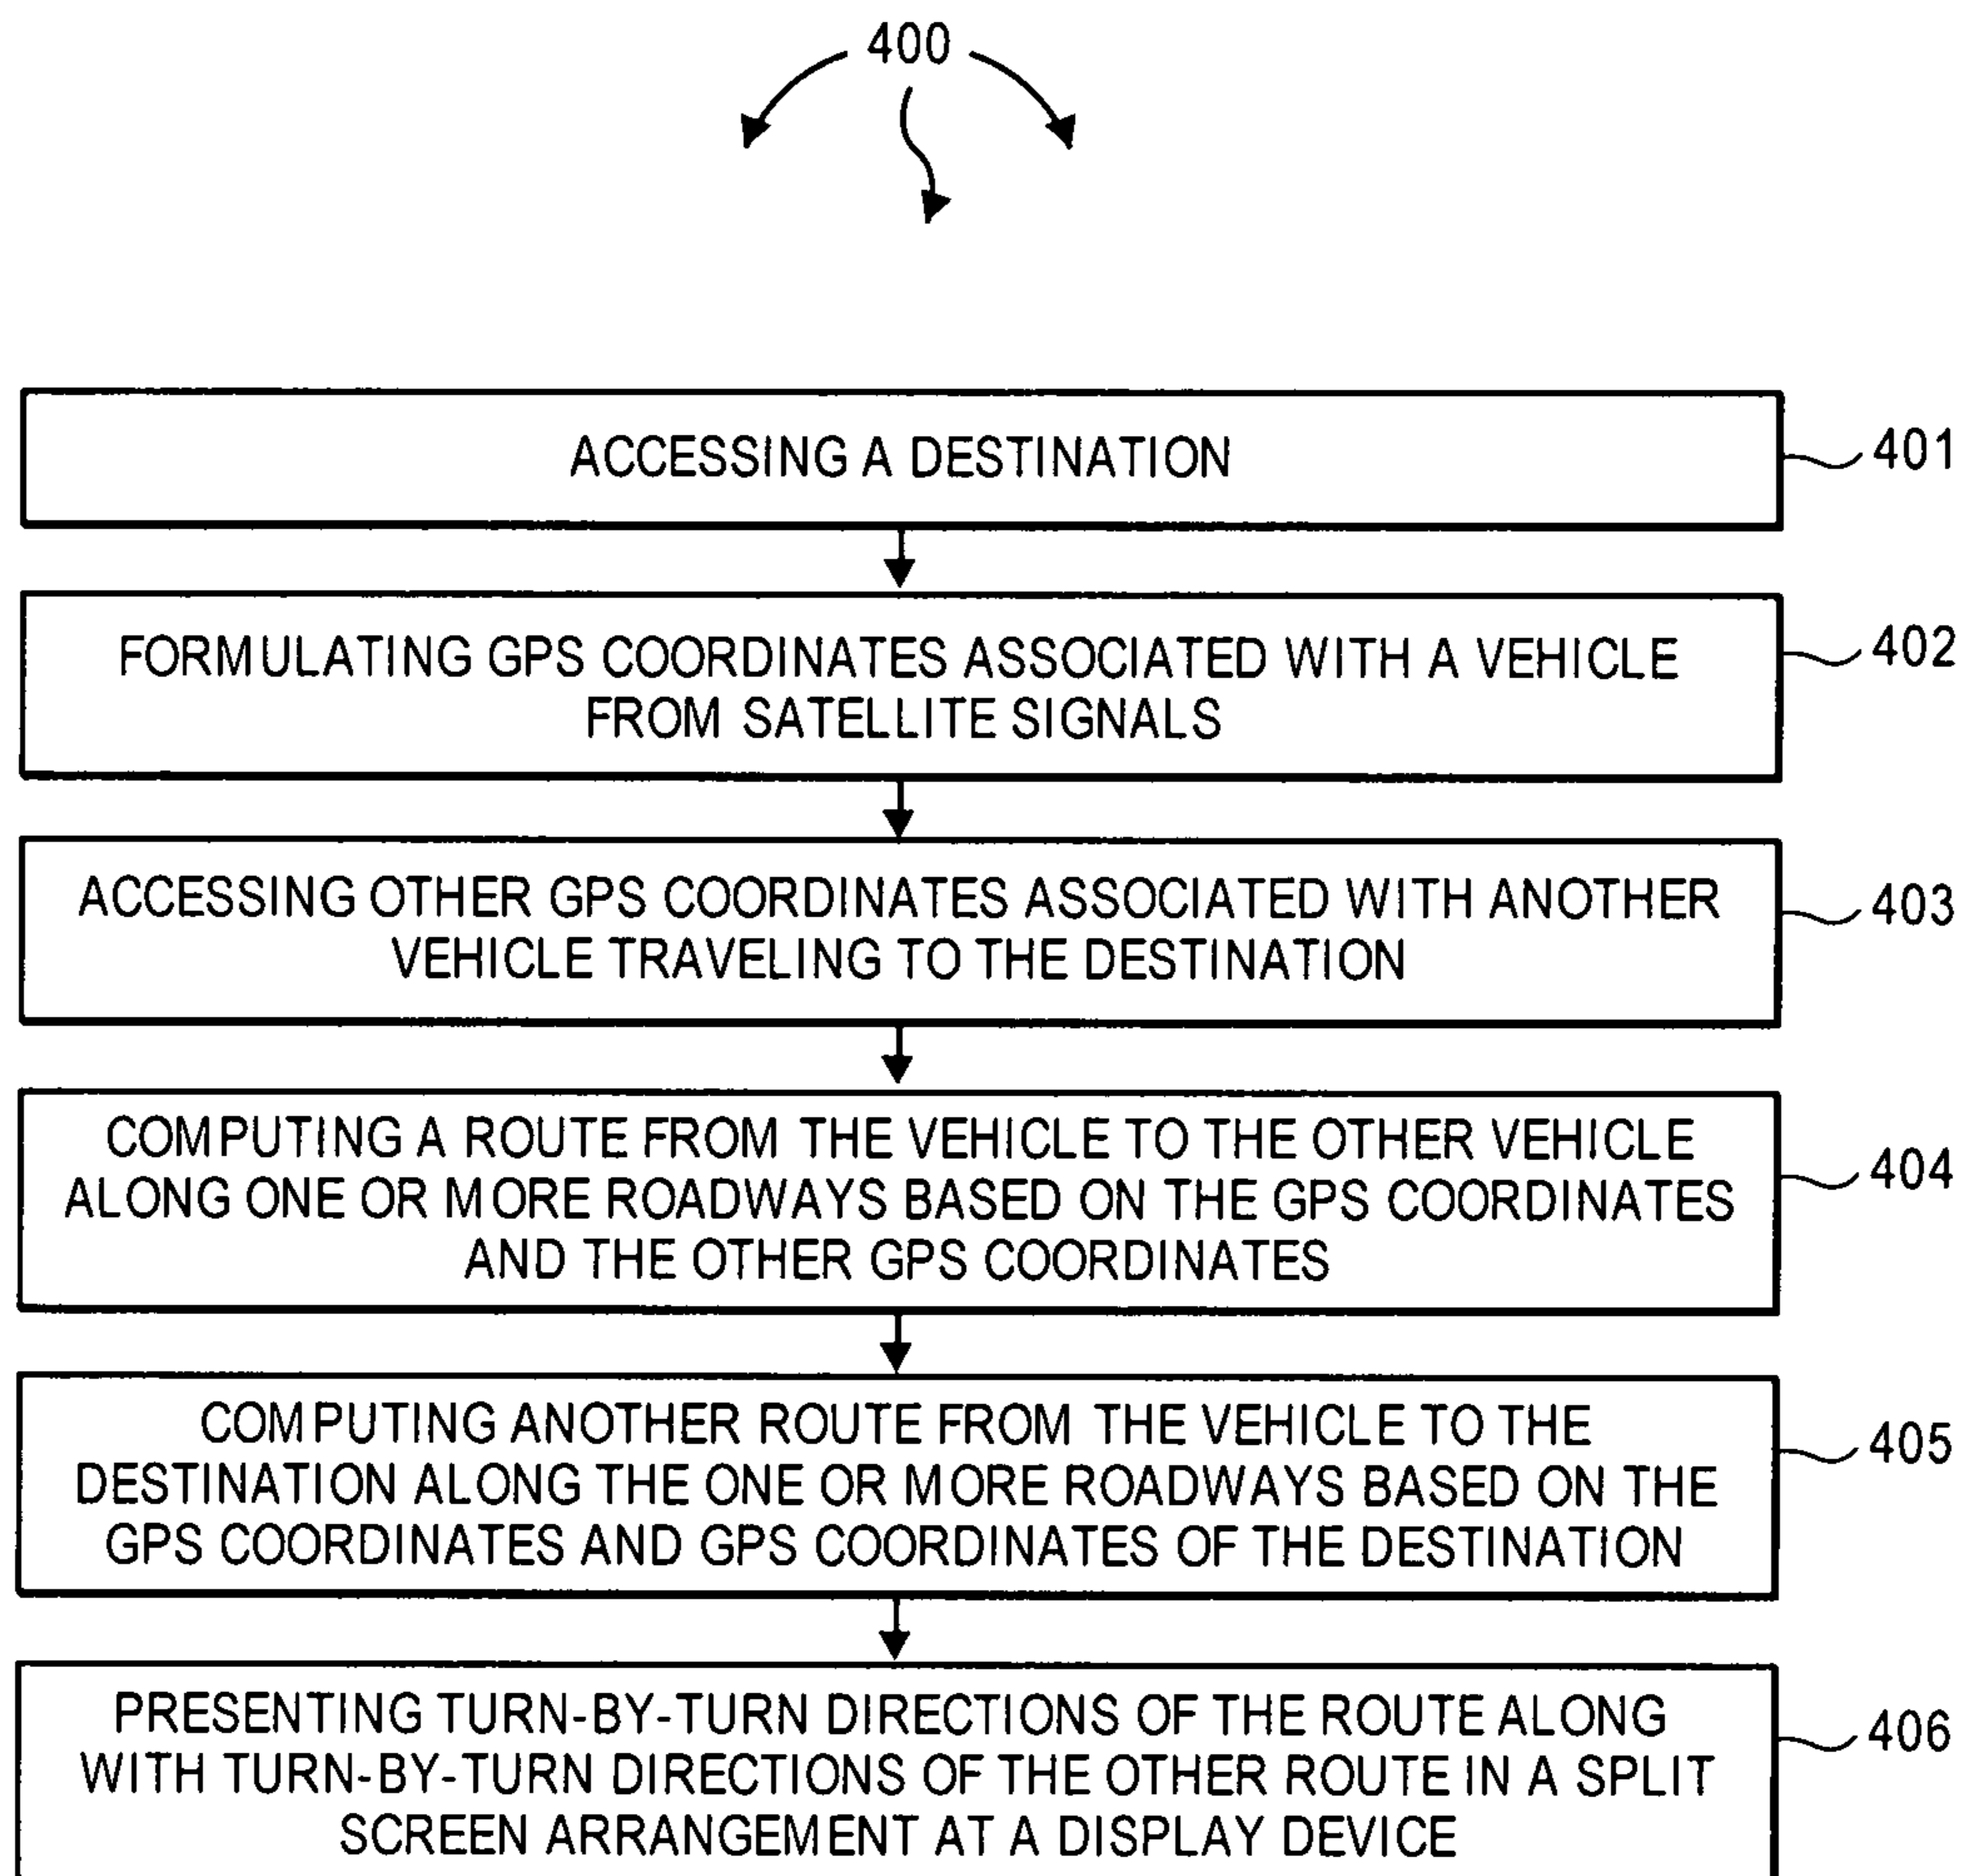 400
ACCESSING A DESTINATION
401
FORMULATING GPS COORDINATES ASSOCIATED WITH A VEHICLE
FROM SATELLITE SIGNALS
402
ACCESSING OTHER GPS COORDINATES ASSOCIATED WITH ANOTHER
VEHICLE TRAVELING TO THE DESTINATION
403
COMPUTING A ROUTE FROM THE VEHICLE TO THE OTHER VEHICLE
ALONG ONE OR MORE ROADWAYS BASED ON THE GPS COORDINATES
AND THE OTHER GPS COORDINATES
404
COMPUTING ANOTHER ROUTE FROM THE VEHICLE TO THE
DESTINATION ALONG THE ONE OR MORE ROADWAYS BASED ON THE
GPS COORDINATES AND GPS COORDINATES OF THE DESTINATION
405
PRESENTING TURN-BY-TURN DIRECTIONS OF THE ROUTE ALONG
WITH TURN-BY-TURN DIRECTIONS OF THE OTHER ROUTE IN A SPLIT
SCREEN ARRANGEMENT AT A DISPLAY DEVICE
406